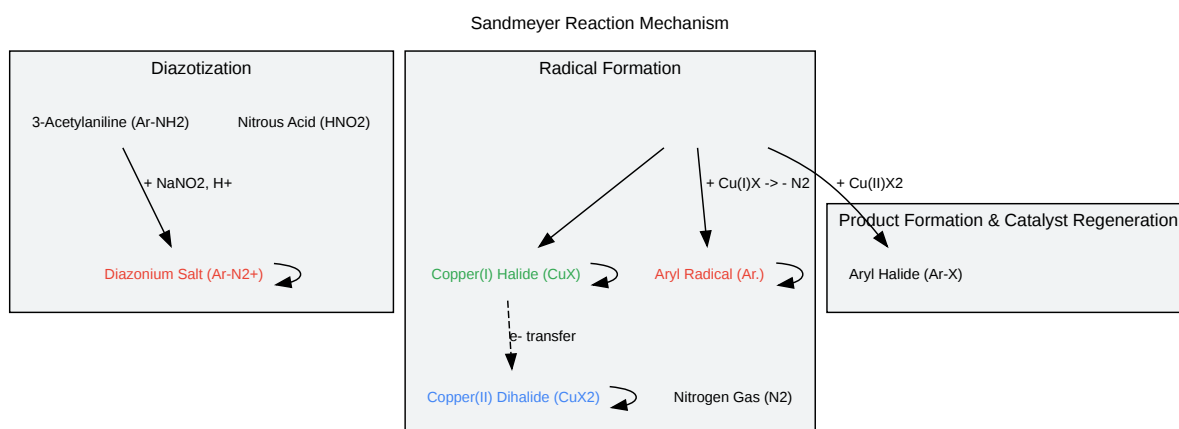 Sandmeyer Reaction Mechanism
Diazotization
3-Acetylaniline (Ar-NH2)
Nitrous Acid (HNO2)
+ NaNO2, H+
Diazonium Salt (Ar-N2+)
Radical Formation
+ Cu(I)X -> - N2
+ Cu(II)X2
Copper(I) Halide (CuX)
Aryl Radical (Ar.)
e- transfer
Copper(II) Dihalide (CuX2)
Nitrogen Gas (N2)
Product Formation & Catalyst Regeneration
Aryl Halide (Ar-X)